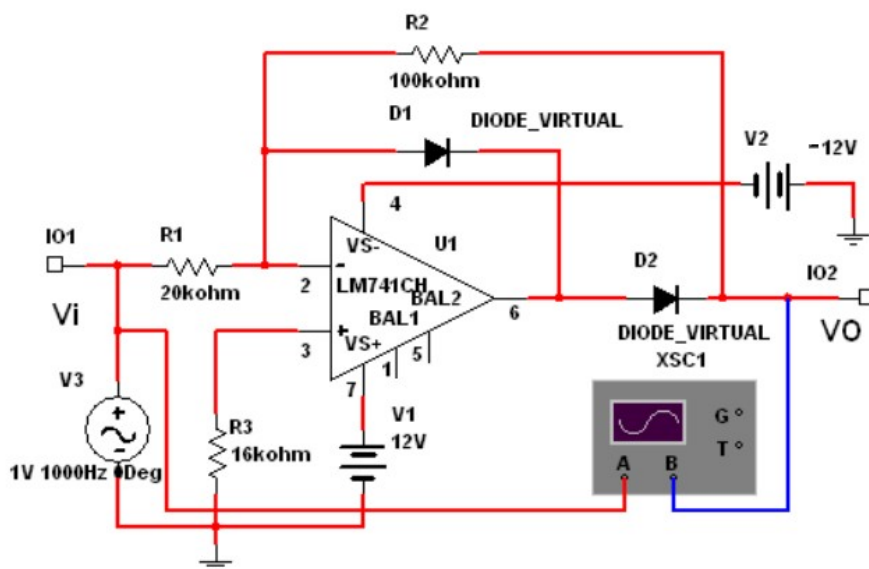 R2
100kohm
D1
DIODE_VIRTUAL
V2
-12V
4
IO1
R1
VS-
U1
D2
IO2
-
2
LM741CH
BAL2
20kohm
6
Vi
BAL1
+
3
VS+
5
1
DIODE_VIRTUAL
VO
XSC1
7
V3
V1
G
+
R3
12V
T
-
16kohm
A
B
1V 1000Hz 0Deg